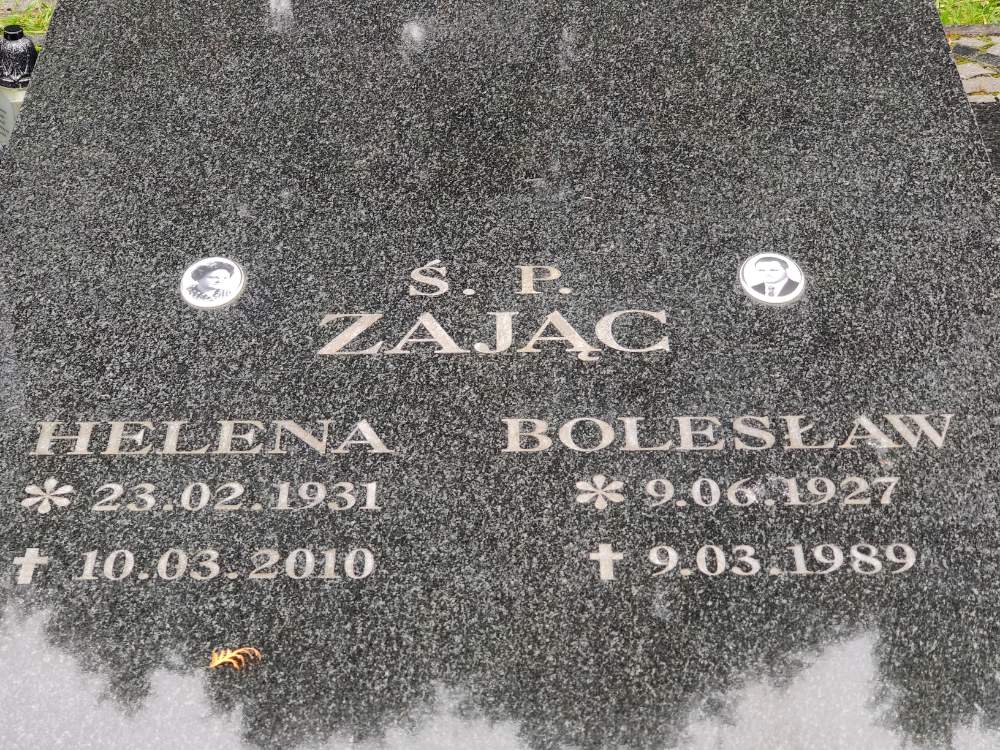 Ś. P.
ZAJĄC
HELENA
* 23.02.1931
† 10.03.2010
BOLESŁAW
* 9.06.1927
† 9.03.1989